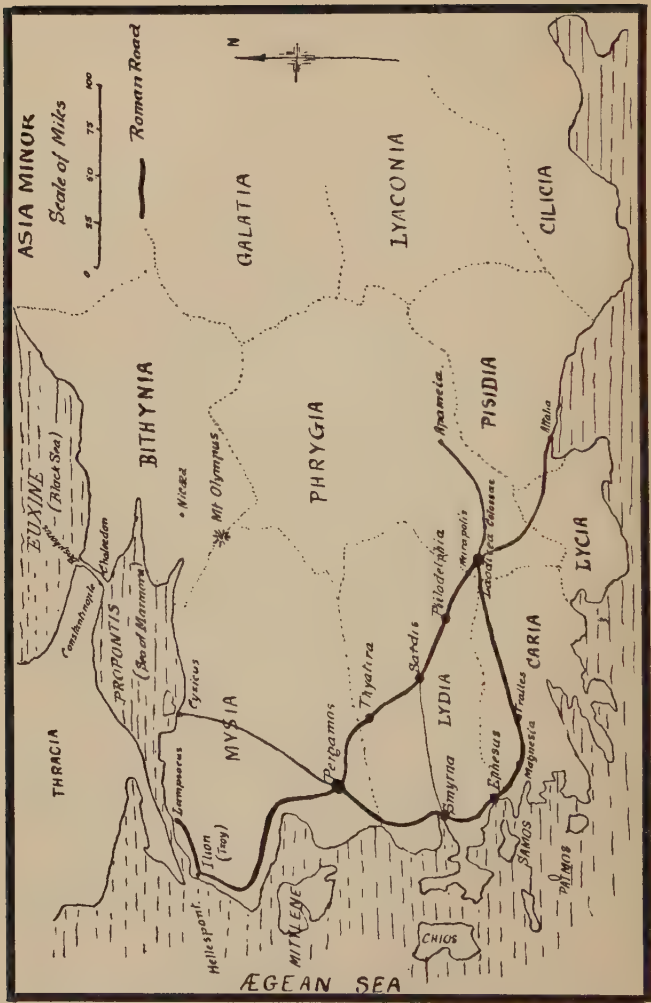 ASIA MINOR
Scale of Miles
0 25 50 75 100
Roman Road
N
EUXINE
(Black Sea)
Bosphorus
Constantinople
Chalcedon
PROPONTIS
(Sea of Marmora)
THRACIA
BITHYNIA
Nicæa
Mt Olympus
GALATIA
LYACONIA
CILICIA
PHRYGIA
PISIDIA
Apameia
Attalia
LYCIA
Hierapolis
Colossae
Laodicea
Philadelphia
Sardis
Thyatira
LYDIA
CARIA
Tralles
Magnesia
Ephesus
Smyrna
Pergamos
MYSIA
Cyzicus
Lampsacus
Ilion
(Troy)
Hellespont
MITYLENE
CHIOS
SAMOS
PATMOS
ÆGEAN SEA